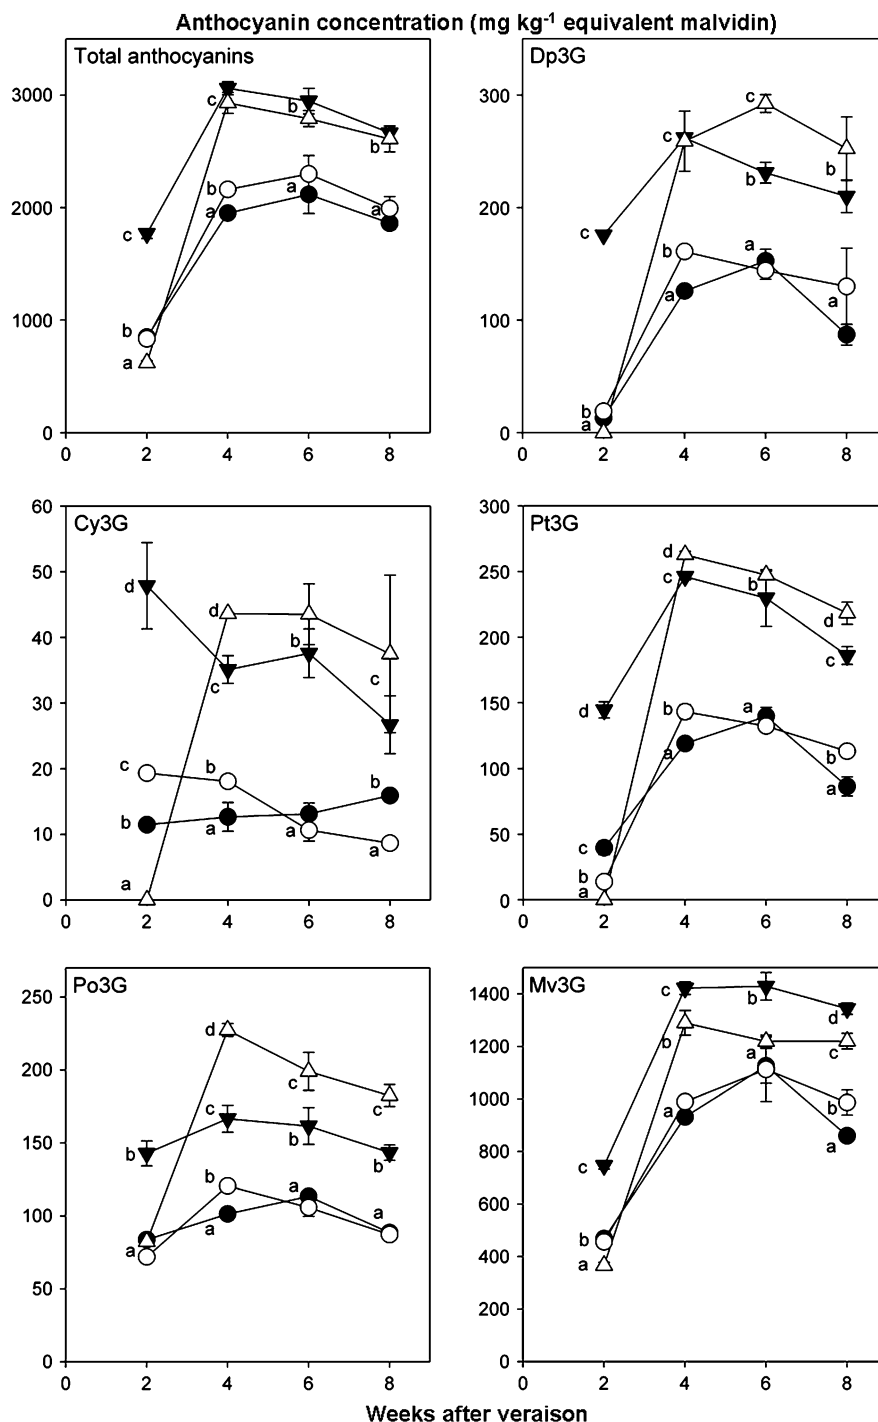 Anthocyanin concentration (mg kg⁻¹ equivalent malvidin)
Total anthocyanins
3000
2000
1000
0
c
b
a
c
b
a
b
a
b
a
0 2 4 6 8
Dp3G
300
200
100
0
c
b
a
c
b
a
c
b
a
b
a
0 2 4 6 8
Cy3G
60
50
40
30
20
10
0
d
c
b
a
d
c
b
a
b
a
c
b
a
0 2 4 6 8
Pt3G
300
250
200
150
100
50
0
d
c
b
a
d
c
b
a
b
a
d
c
b
a
0 2 4 6 8
Po3G
250
200
150
100
50
0
b
a
d
c
b
a
c
b
a
c
b
a
0 2 4 6 8
Mv3G
1400
1200
1000
800
600
400
200
0
c
b
a
c
b
a
b
a
d
c
b
a
0 2 4 6 8
Weeks after veraison